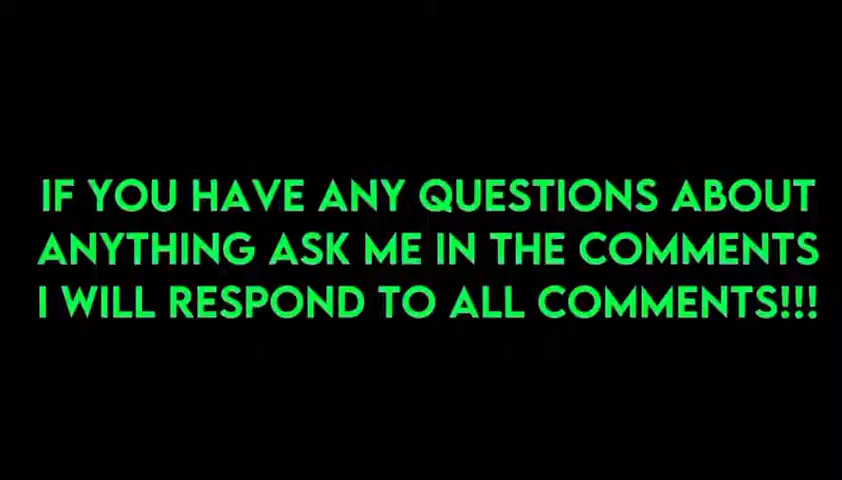 IF YOU HAVE ANY QUESTIONS ABOUT
ANYTHING ASK ME IN THE COMMENTS
I WILL RESPOND TO ALL COMMENTS!!!